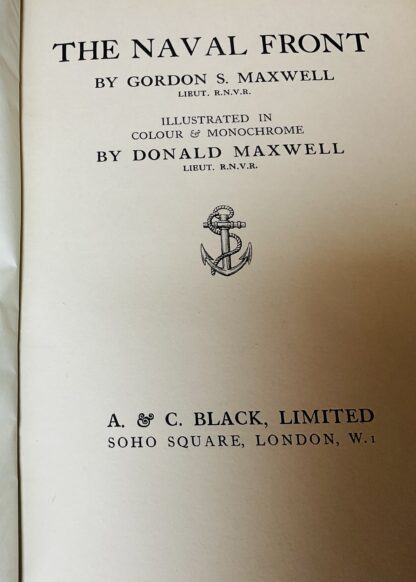 THE NAVAL FRONT
BY GORDON S. MAXWELL
LIEUT. R.N.V.R.
ILLUSTRATED IN
COLOUR & MONOCHROME
BY DONALD MAXWELL
LIEUT. R.N.V.R.
A. & C. BLACK, LIMITED
SOHO SQUARE, LONDON, W.1